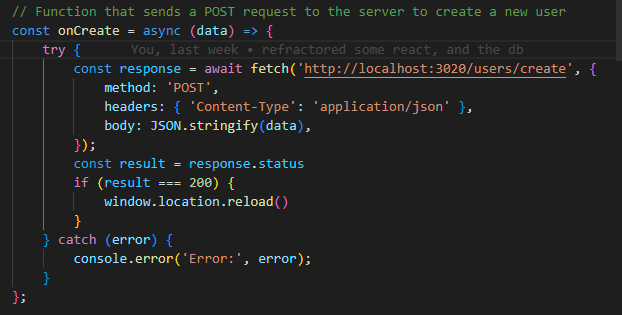 // Function that sends a POST request to the server to create a new user
const onCreate = async (data) => {
    try {        You, last week • refractored some react, and the db
        const response = await fetch('http://localhost:3020/users/create', {
            method: 'POST',
            headers: { 'Content-Type': 'application/json' },
            body: JSON.stringify(data),
        });
        const result = response.status
        if (result === 200) {
            window.location.reload()
        }
    } catch (error) {
        console.error('Error:', error);
    }
};